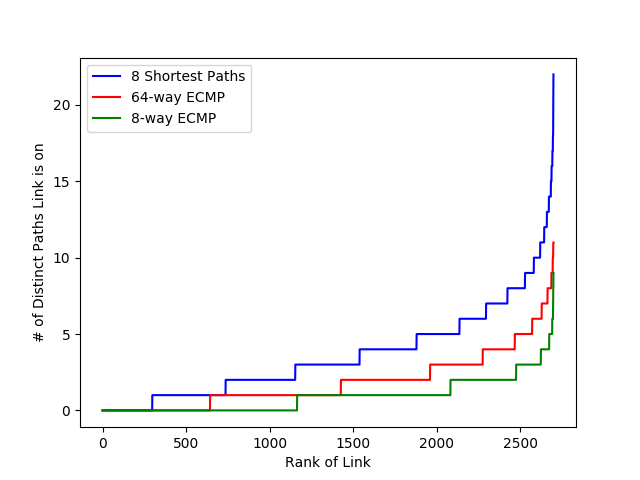 8 Shortest Paths
64-way ECMP
8-way ECMP
# of Distinct Paths Link is on
20
15
10
5
0
0 500 1000 1500 2000 2500
Rank of Link